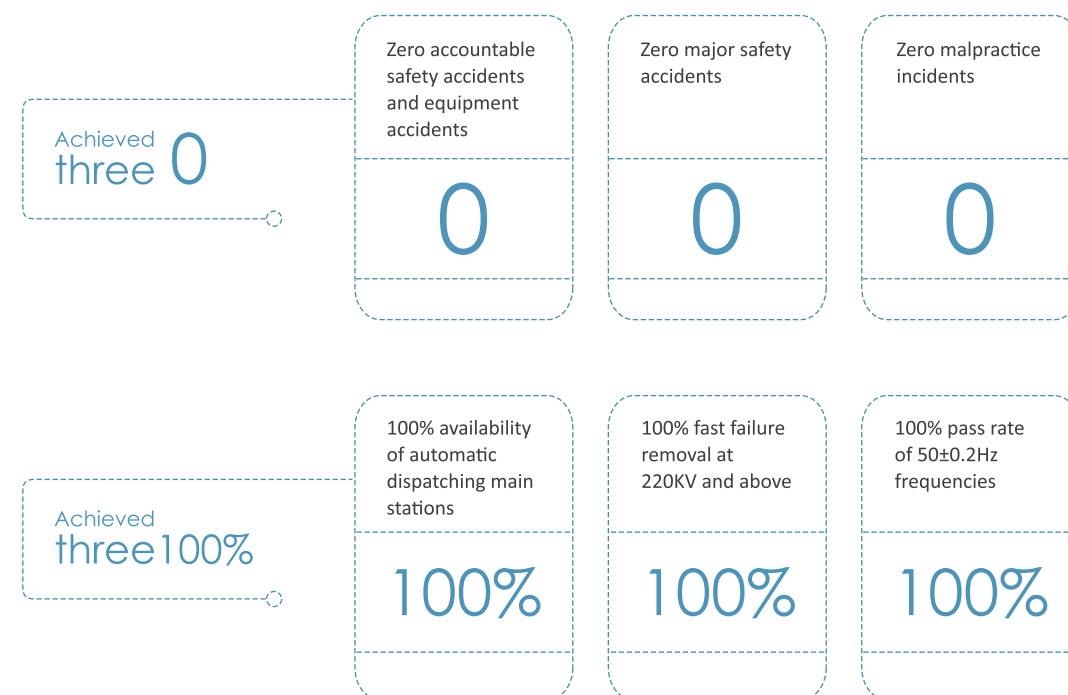 Achieved
three 0
Zero accountable
safety accidents
and equipment
accidents
0
Zero major safety
accidents
0
Zero malpractice
incidents
0
Achieved
three100%
100% availability
of automatic
dispatching main
stations
100%
100% fast failure
removal at
220KV and above
100%
100% pass rate
of 50±0.2Hz
frequencies
100%